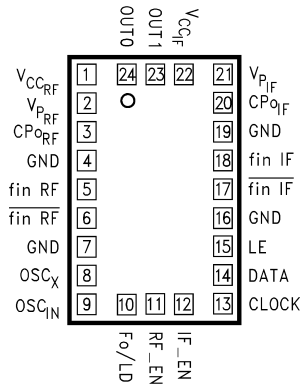 OUT0 OUT1 VCCIF
VCCRF 1 24 23 22 21 VPIF
VPRF 2 20 CPoIF
CPoRF 3 19 GND
GND 4 18 fin IF
fin RF 5 17 fin IF
fin RF 6 16 GND
GND 7 15 LE
OSCX 8 14 DATA
OSCIN 9 10 11 12 13 CLOCK
Fo/LD RF_EN IF_EN